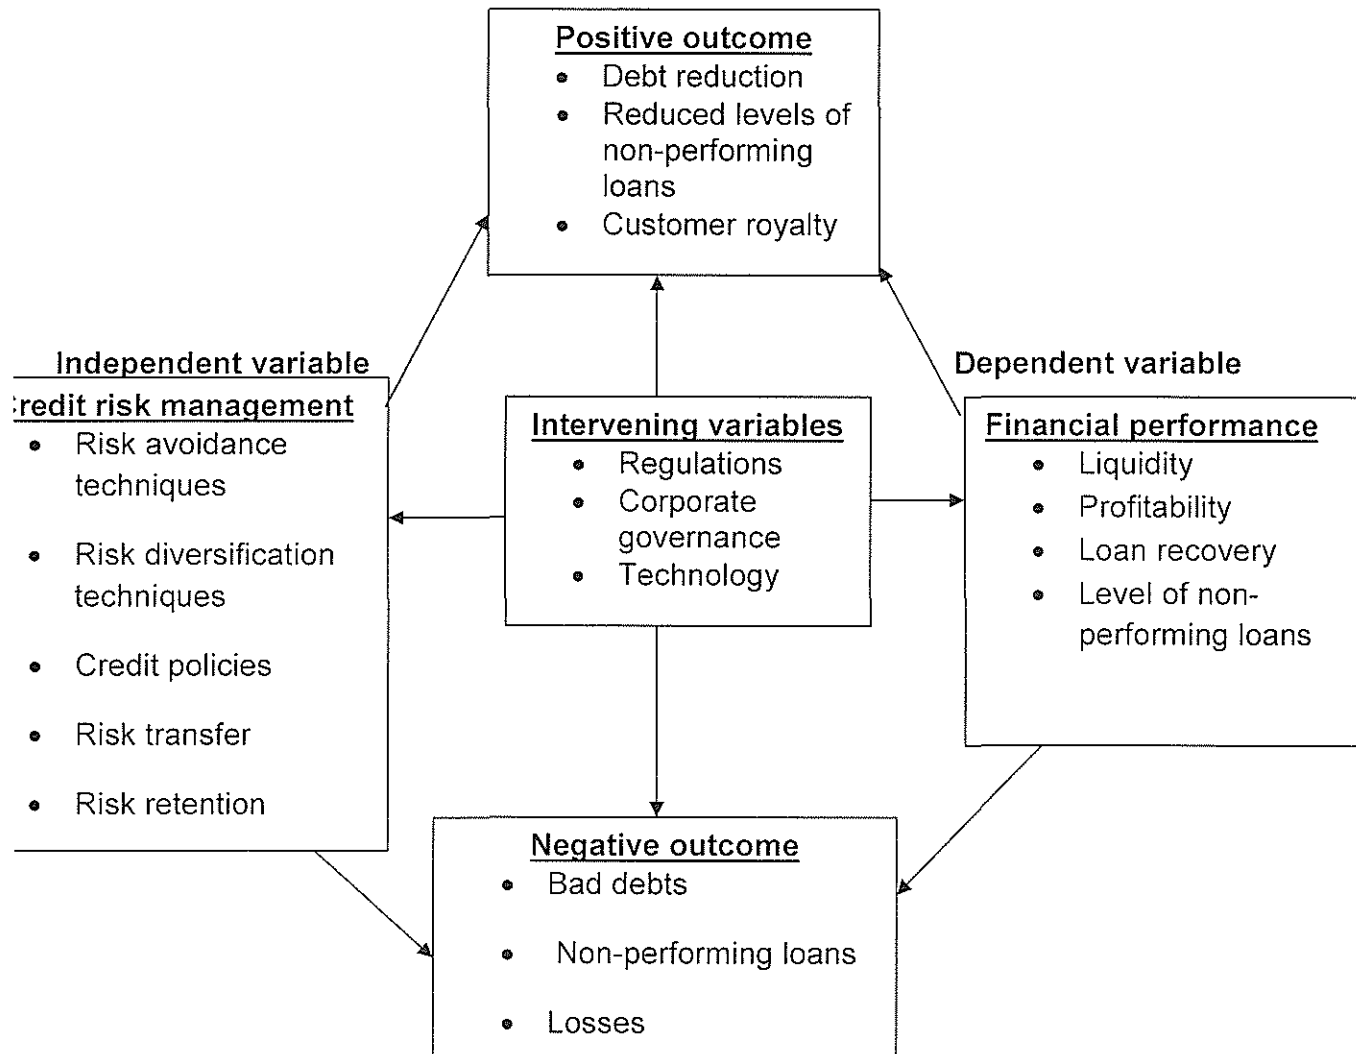 Positive outcome
• Debt reduction
• Reduced levels of
non-performing
loans
• Customer royalty
Independent variable
redit risk management
• Risk avoidance
techniques
• Risk diversification
techniques
• Credit policies
• Risk transfer
• Risk retention
Intervening variables
• Regulations
• Corporate
governance
• Technology
Dependent variable
Financial performance
• Liquidity
• Profitability
• Loan recovery
• Level of non-
performing loans
Negative outcome
• Bad debts
• Non-performing loans
• Losses